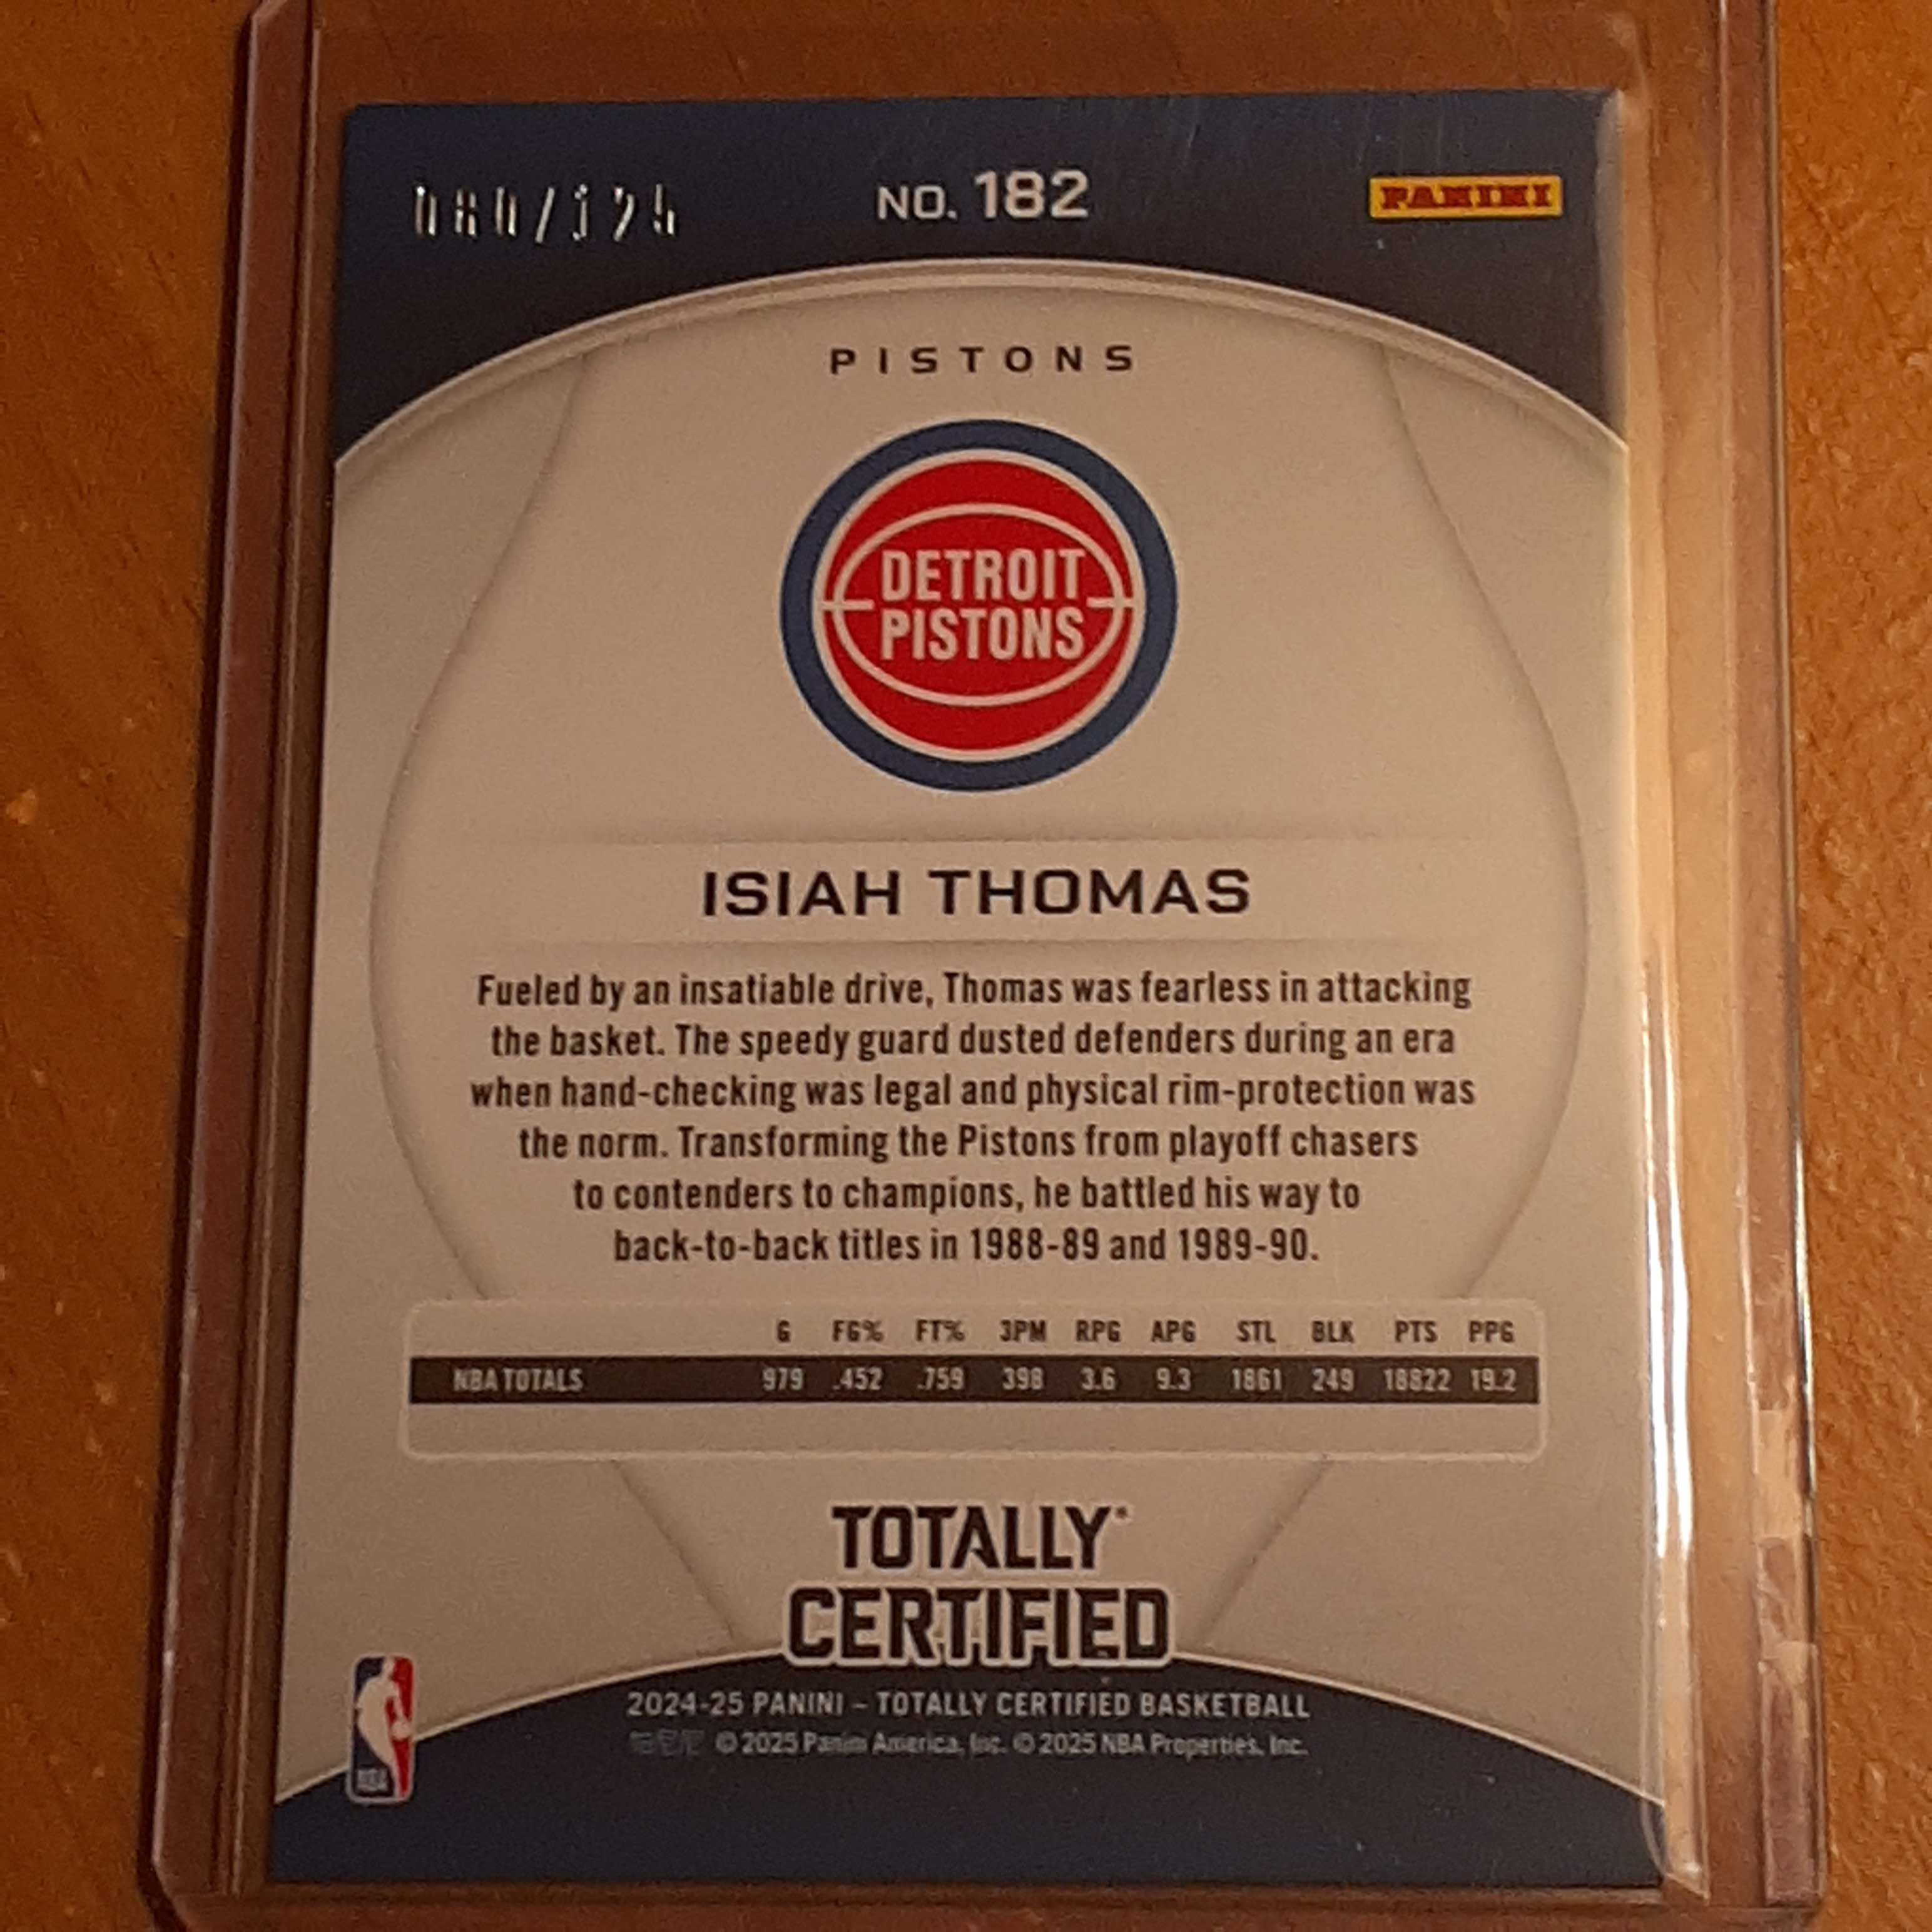 080/125
NO. 182
PANINI
PISTONS
DETROIT
PISTONS
ISIAH THOMAS
Fueled by an insatiable drive, Thomas was fearless in attacking
the basket. The speedy guard dusted defenders during an era
when hand-checking was legal and physical rim-protection was
the norm. Transforming the Pistons from playoff chasers
to contenders to champions, he battled his way to
back-to-back titles in 1988-89 and 1989-90.
G FG% FT% 3PM RPG APG STL BLK PTS PPG
NBA TOTALS 979 .452 .759 398 3.6 9.3 1861 249 18822 19.2
TOTALLY
CERTIFIED
2024-25 PANINI – TOTALLY CERTIFIED BASKETBALL
© 2025 Panini America, Inc. © 2025 NBA Properties, Inc.
NBA